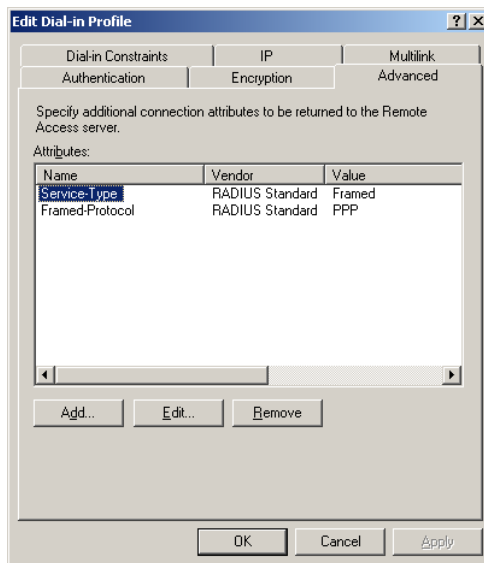 Edit Dial-in Profile
Dial-in Constraints IP Multilink
Authentication Encryption Advanced
Specify additional connection attributes to be returned to the Remote
Access server.
Attributes:
Name Vendor Value
Service-Type RADIUS Standard Framed
Framed-Protocol RADIUS Standard PPP
Add... Edit... Remove
OK Cancel Apply